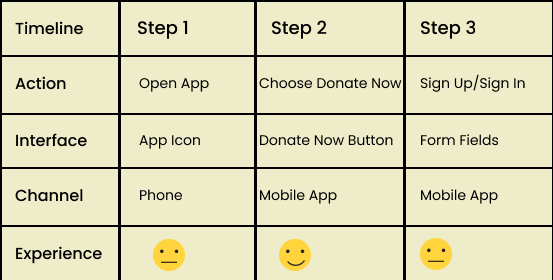 Timeline Step 1 Step 2 Step 3
Action Open App Choose Donate Now Sign Up/Sign In
Interface App Icon Donate Now Button Form Fields
Channel Phone Mobile App Mobile App
Experience